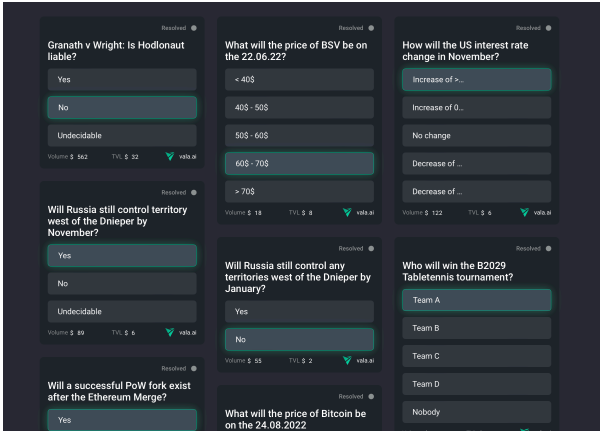 Resolved
Granath v Wright: Is Hodlonaut
liable?
Yes
No
Undecidable
Volume $ 562 TVL $ 32 vala.ai
Resolved
Will Russia still control territory
west of the Dnieper by
November?
Yes
No
Undecidable
Volume $ 89 TVL $ 6 vala.ai
Resolved
Will a successful PoW fork exist
after the Ethereum Merge?
Yes
Resolved
What will the price of BSV be on
the 22.06.22?
< 40$
40$ - 50$
50$ - 60$
60$ - 70$
> 70$
Volume $ 18 TVL $ 8 vala.ai
Resolved
Will Russia still control any
territories west of the Dnieper by
January?
Yes
No
Volume $ 55 TVL $ 2 vala.ai
Resolved
What will the price of Bitcoin be
on the 24.08.2022
Resolved
How will the US interest rate
change in November?
Increase of >...
Increase of 0...
No change
Decrease of ...
Decrease of ...
Volume $ 122 TVL $ 6 vala.ai
Resolved
Who will win the B2029
Tabletennis tournament?
Team A
Team B
Team C
Team D
Nobody